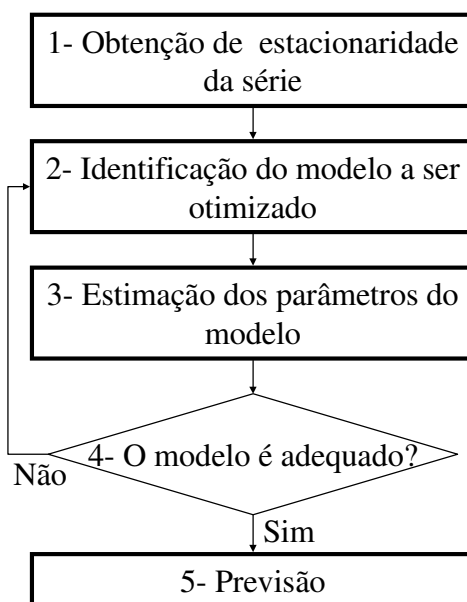 1- Obtenção de estacionaridade
da série
2- Identificação do modelo a ser
otimizado
3- Estimação dos parâmetros do
modelo
4- O modelo é adequado?
Não
Sim
5- Previsão